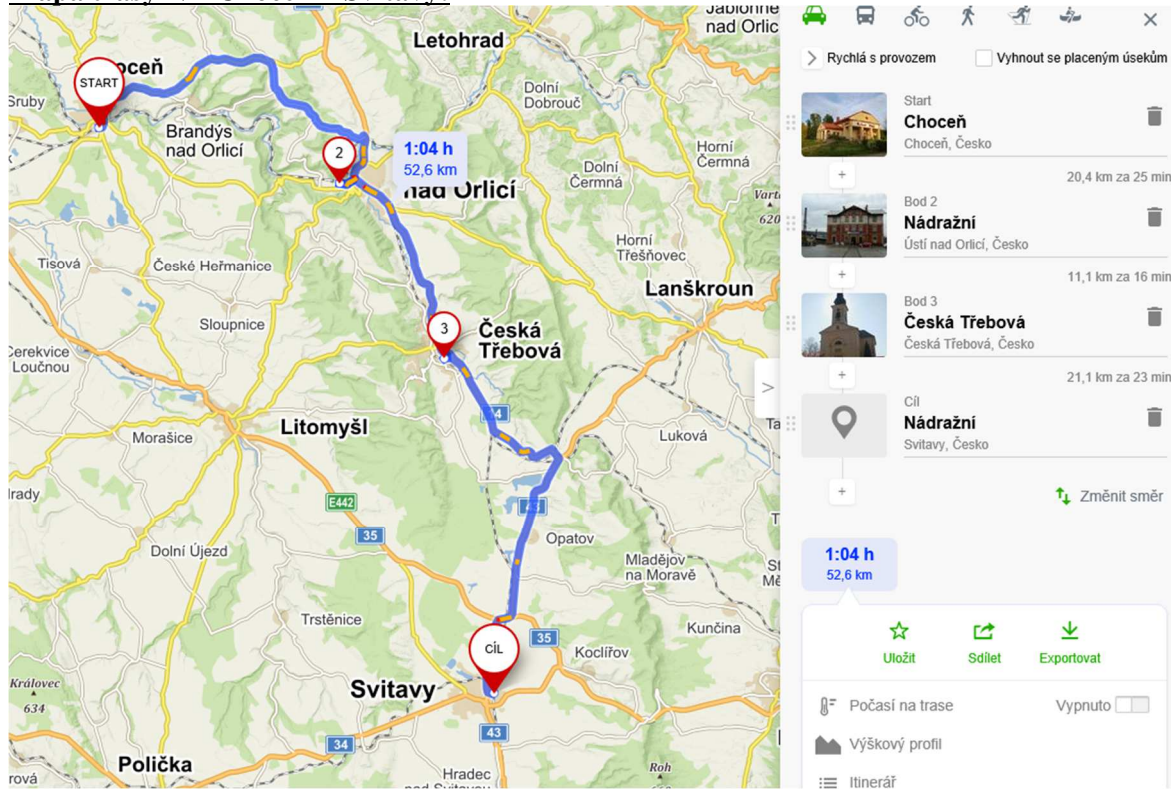 Letohrad
nad Orlic
START
Sruby
Brandýs
nad Orlicí
Dolní
Dobrouč
2
1:04 h
52,6 km
nad Orlicí
Dolní
Čermná
Horní
Čermná
620
Tisová
České Heřmanice
Horní
Třešňovec
Lanškroun
Sloupnice
3
Česká
Třebová
Cerekvice
Loučnou
Morašice
Litomyšl
Luková
E442
35
43
Opatov
Dolní Újezd
Mladějov
na Moravě
Trstěnice
Kunčina
CÍL
35
Koclířov
Svitavy
Královec
634
43
34
Polička
Hradec
nad Svitavou
Roh
>
Rychlá s provozem
Vyhnout se placeným úsekům
Start
Choceň
Choceň, Česko
20,4 km za 25 min
Bod 2
Nádražní
Ústí nad Orlicí, Česko
11,1 km za 16 min
Bod 3
Česká Třebová
Česká Třebová, Česko
21,1 km za 23 min
Cíl
Nádražní
Svitavy, Česko
Změnit směr
1:04 h
52,6 km
Uložit
Sdílet
Exportovat
Počasí na trase
Vypnuto
Výškový profil
Itinerář